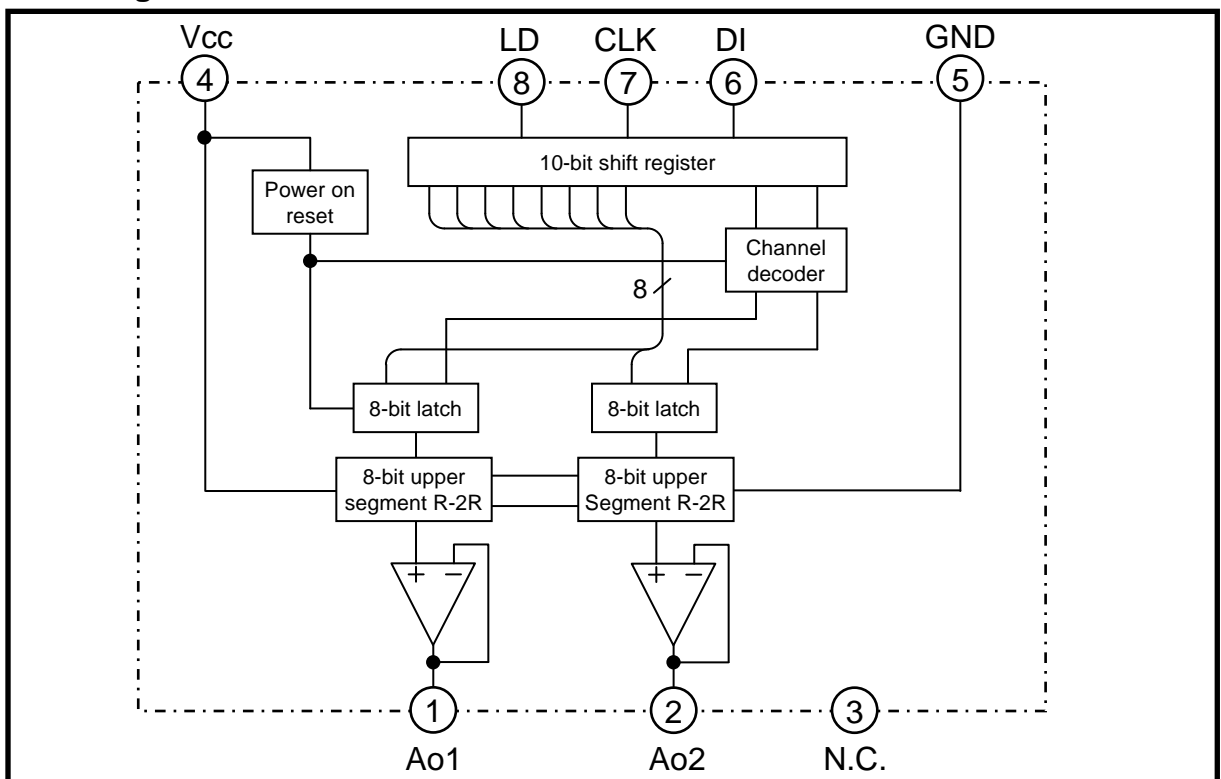 Vcc
LD
CLK
DI
GND
4
8
7
6
5
10-bit shift register
Power on
reset
Channel
decoder
8
8-bit latch
8-bit latch
8-bit upper
segment R-2R
8-bit upper
Segment R-2R
+
−
+
−
1
2
3
Ao1
Ao2
N.C.